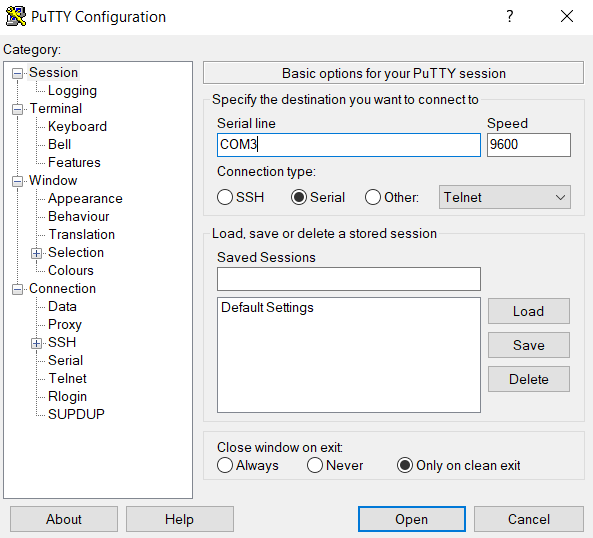 PuTTY Configuration
?
Category:
Session
Logging
Terminal
Keyboard
Bell
Features
Window
Appearance
Behaviour
Translation
Selection
Colours
Connection
Data
Proxy
SSH
Serial
Telnet
Rlogin
SUPDUP
Basic options for your PuTTY session
Specify the destination you want to connect to
Serial line Speed
COM3 9600
Connection type:
SSH Serial Other: Telnet
Load, save or delete a stored session
Saved Sessions
Default Settings
Load
Save
Delete
Close window on exit:
Always Never Only on clean exit
About Help Open Cancel